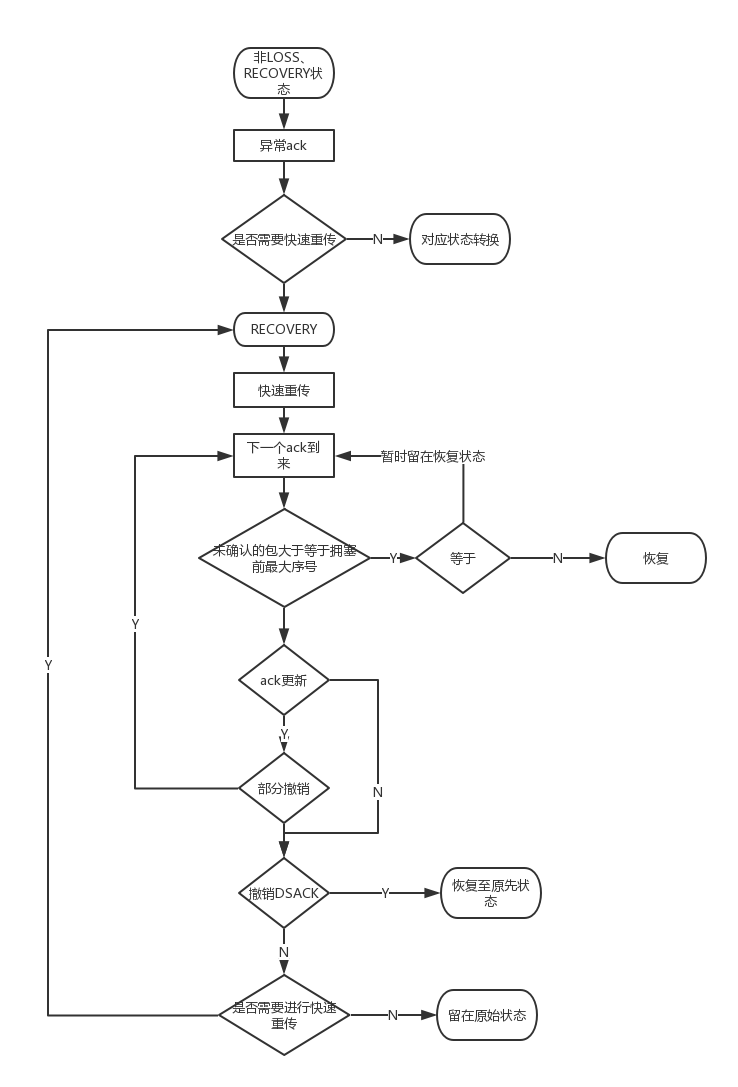 非LOSS、
RECOVERY状
态
异常ack
是否需要快速重传
N
对应状态转换
RECOVERY
快速重传
下一个ack到
来
暂时留在恢复状态
未确认的包大于等于拥塞
前最大序号
Y
等于
N
恢复
Y
Y
ack更新
Y
部分撤销
N
撤销DSACK
Y
恢复至原先状
态
N
是否需要进行快速
重传
N
留在原始状态